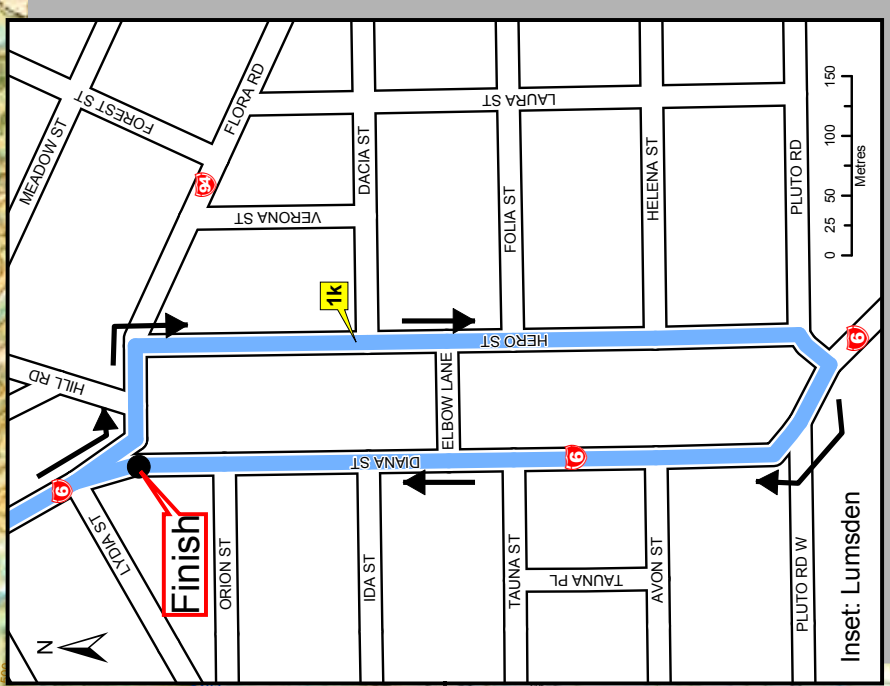 MEADOW ST
FOREST ST
FLORA RD
94
VERONA ST
DACIA ST
LAURA ST
FOLIA ST
HELENA ST
PLUTO RD
0 25 50 100 150
Metres
1k
HILL RD
HERO ST
ELBOW LANE
6
DIANA ST
6
6
LYDIA ST
Finish
ORION ST
IDA ST
TAUNA ST
TAUNA PL
AVON ST
PLUTO RD W
N
Inset: Lumsden